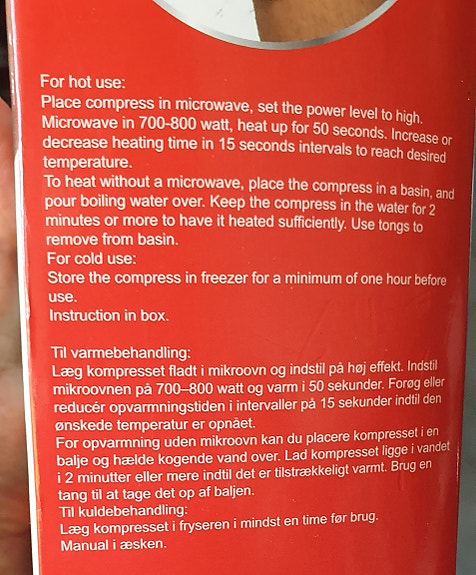 For hot use:
Place compress in microwave, set the power level to high.
Microwave in 700-800 watt, heat up for 50 seconds. Increase or
decrease heating time in 15 seconds intervals to reach desired
temperature.
To heat without a microwave, place the compress in a basin, and
pour boiling water over. Keep the compress in the water for 2
minutes or more to have it heated sufficiently. Use tongs to
remove from basin.
For cold use:
Store the compress in freezer for a minimum of one hour before
use.
Instruction in box.
Til varmebehandling:
Læg kompresset fladt i mikroovn og indstil på høj effekt. Indstil
mikroovnen på 700–800 watt og varm i 50 sekunder. Forøg eller
reducér opvarmningstiden i intervaller på 15 sekunder indtil den
ønskede temperatur er opnået.
For opvarmning uden mikroovn kan du placere kompresset i en
balje og hælde kogende vand over. Lad kompresset ligge i vandet
i 2 minutter eller mere indtil det er tilstrækkeligt varmt. Brug en
tang til at tage det op af baljen.
Til kuldebehandling:
Læg kompresset i fryseren i mindst en time før brug.
Manual i æsken.